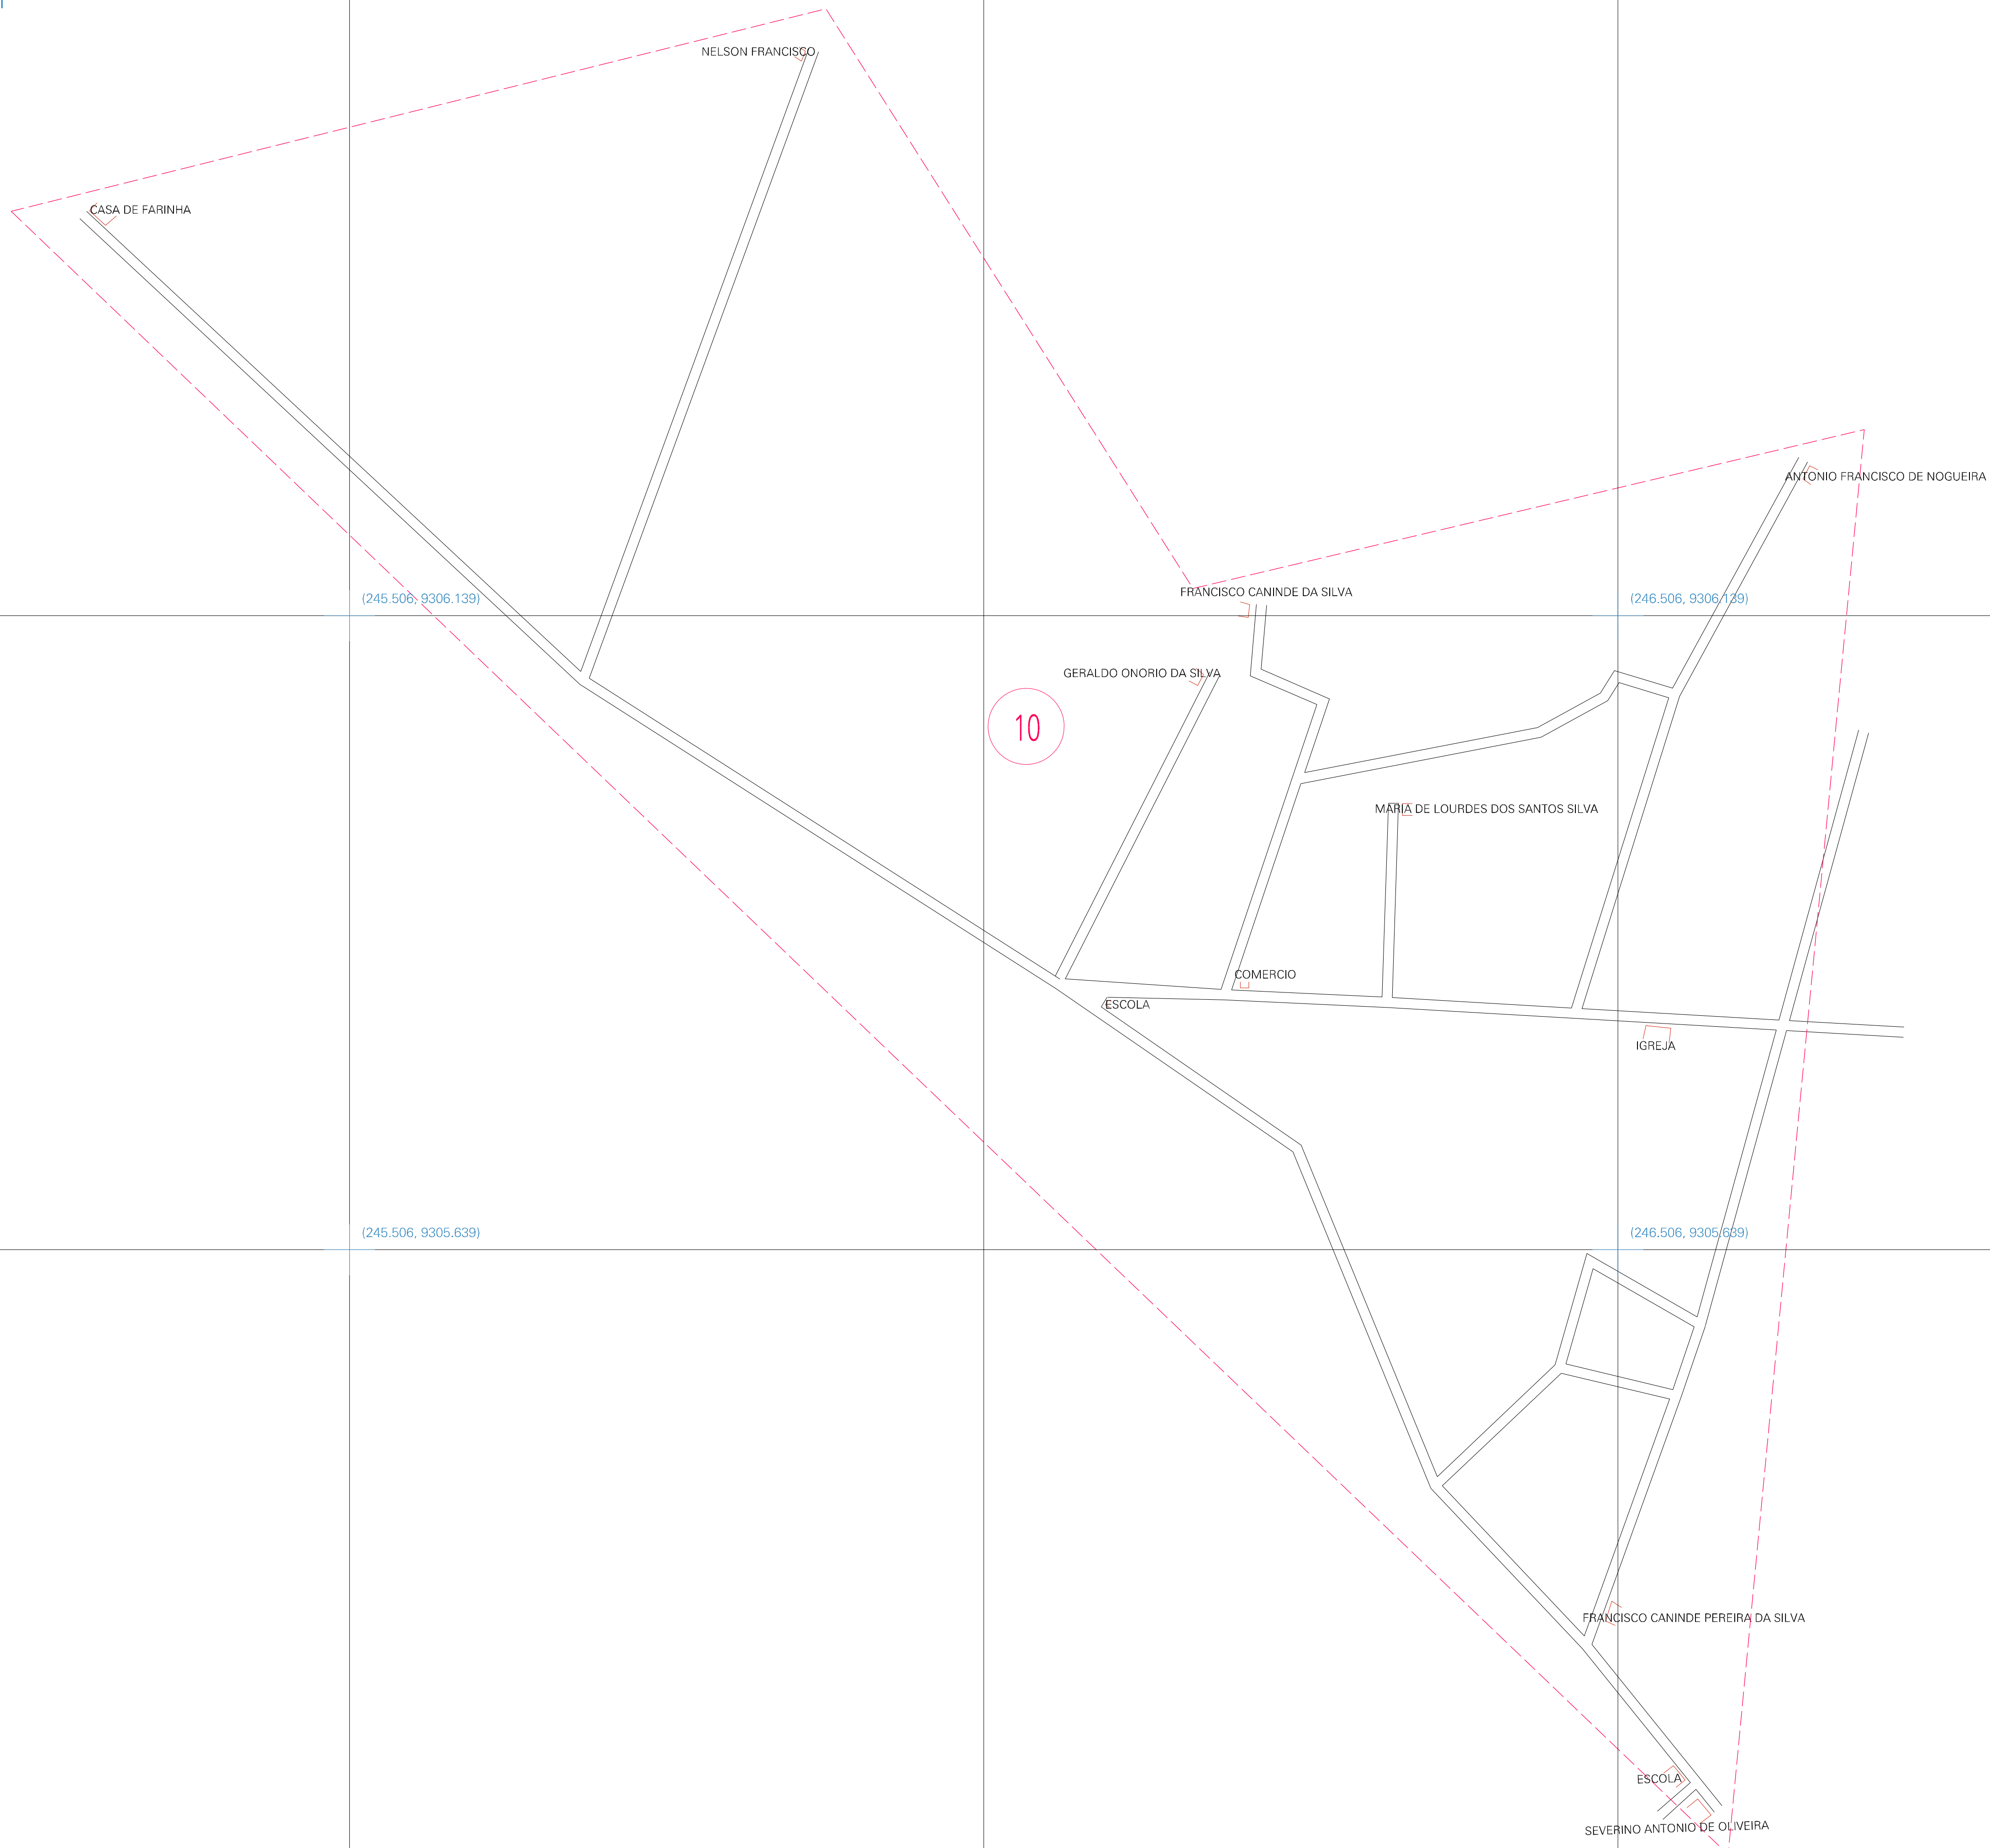 NELSON FRANCISCO
CASA DE FARINHA
ANTONIO FRANCISCO DE NOGUEIRA
FRANCISCO CANINDE DA SILVA
(245.506, 9306.139)
(246.506, 9306.139)
GERALDO ONORIO DA SILVA
10
MARIA DE LOURDES DOS SANTOS SILVA
COMERCIO
ESCOLA
IGREJA
(245.506, 9305.639)
(246.506, 9305.639)
FRANCISCO CANINDE PEREIRA DA SILVA
ESCOLA
SEVERINO ANTONIO DE OLIVEIRA